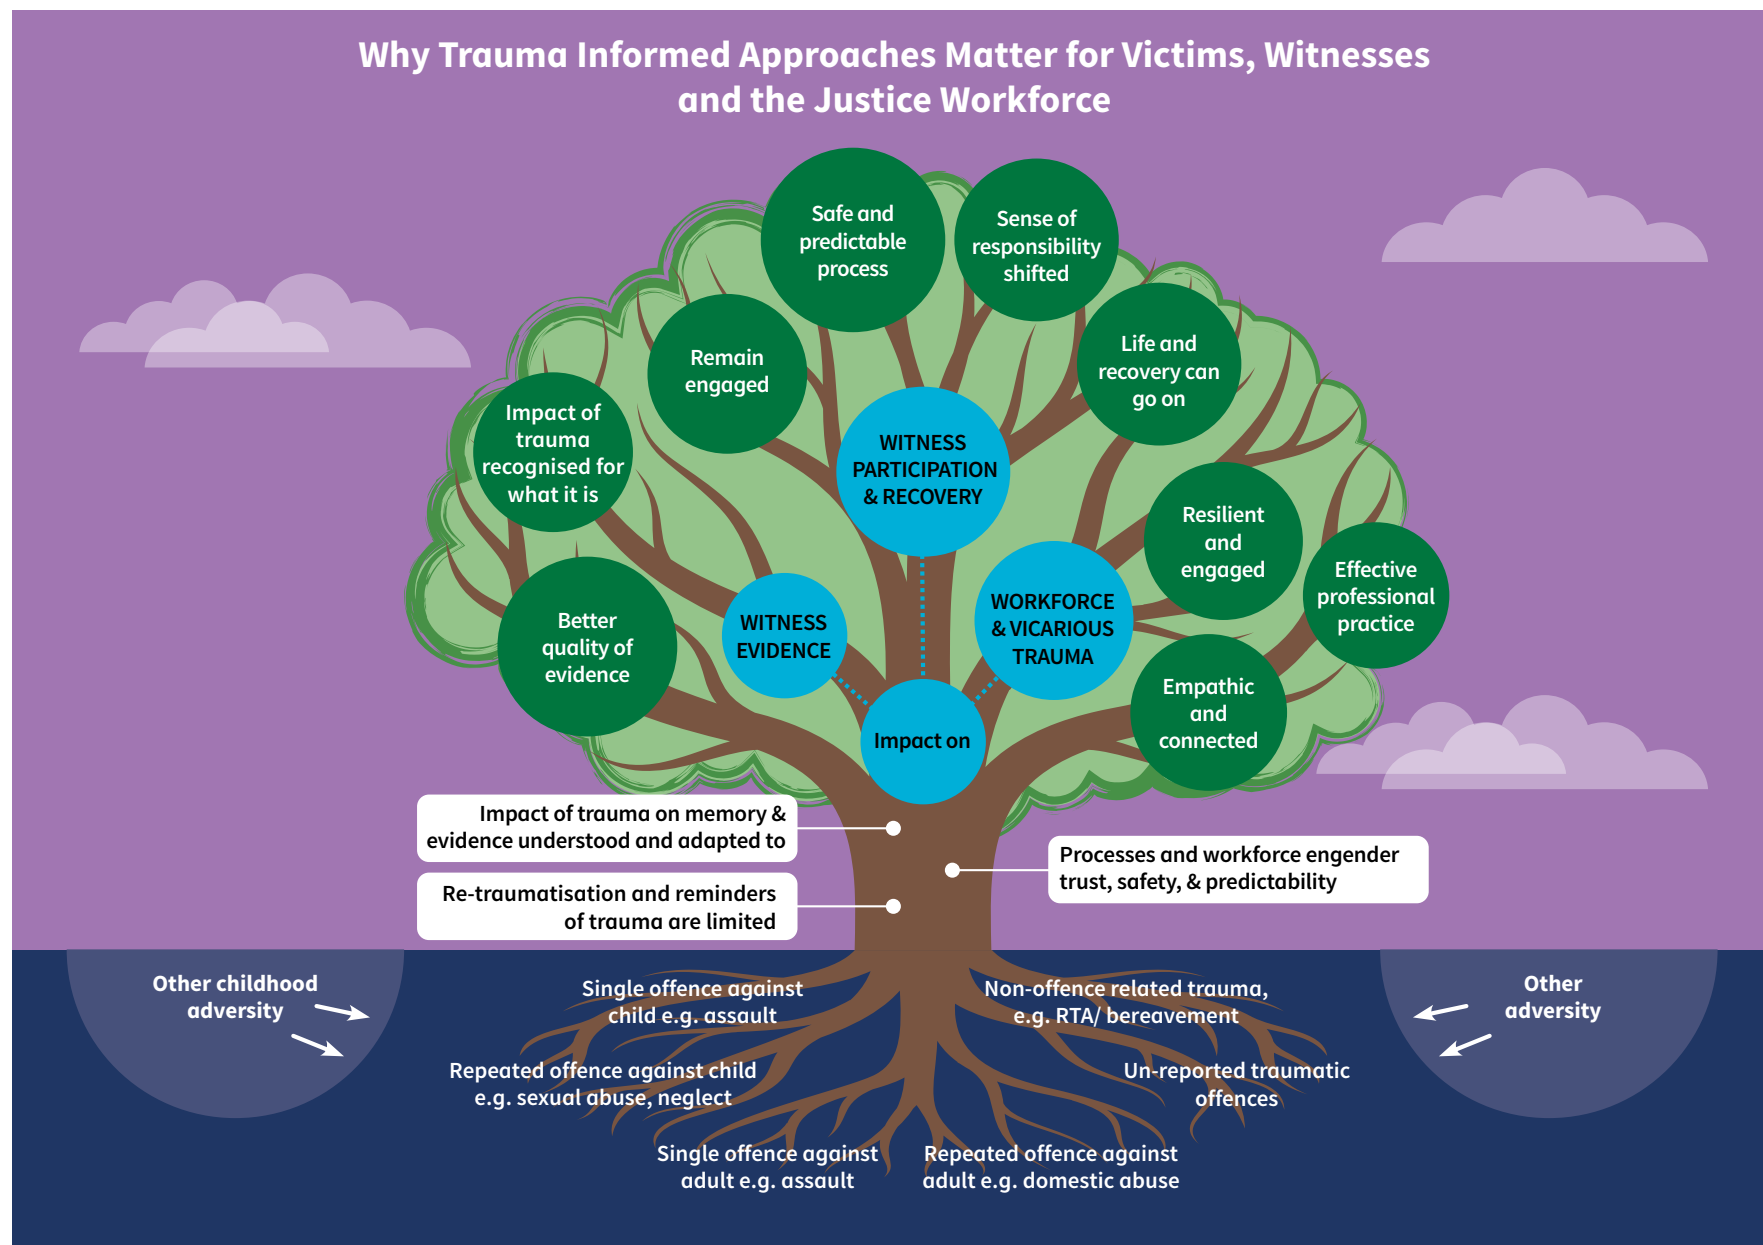 Why Trauma Informed Approaches Matter for Victims, Witnesses
and the Justice Workforce
Safe and
predictable
process
Sense of
responsibility
shifted
Remain
engaged
Life and
recovery can
go on
Impact of
trauma
recognised for
what it is
WITNESS
PARTICIPATION
& RECOVERY
Resilient
and
engaged
Effective
professional
practice
Better
quality of
evidence
WITNESS
EVIDENCE
WORKFORCE
& VICARIOUS
TRAUMA
Empathic
and
connected
Impact on
Impact of trauma on memory &
evidence understood and adapted to
Processes and workforce engender
trust, safety, & predictability
Re-traumatisation and reminders
of trauma are limited
Other childhood
adversity
Single offence against
child e.g. assault
Non-offence related trauma,
e.g. RTA/ bereavement
Other
adversity
Repeated offence against child
e.g. sexual abuse, neglect
Un-reported traumatic
offences
Single offence against
adult e.g. assault
Repeated offence against
adult e.g. domestic abuse